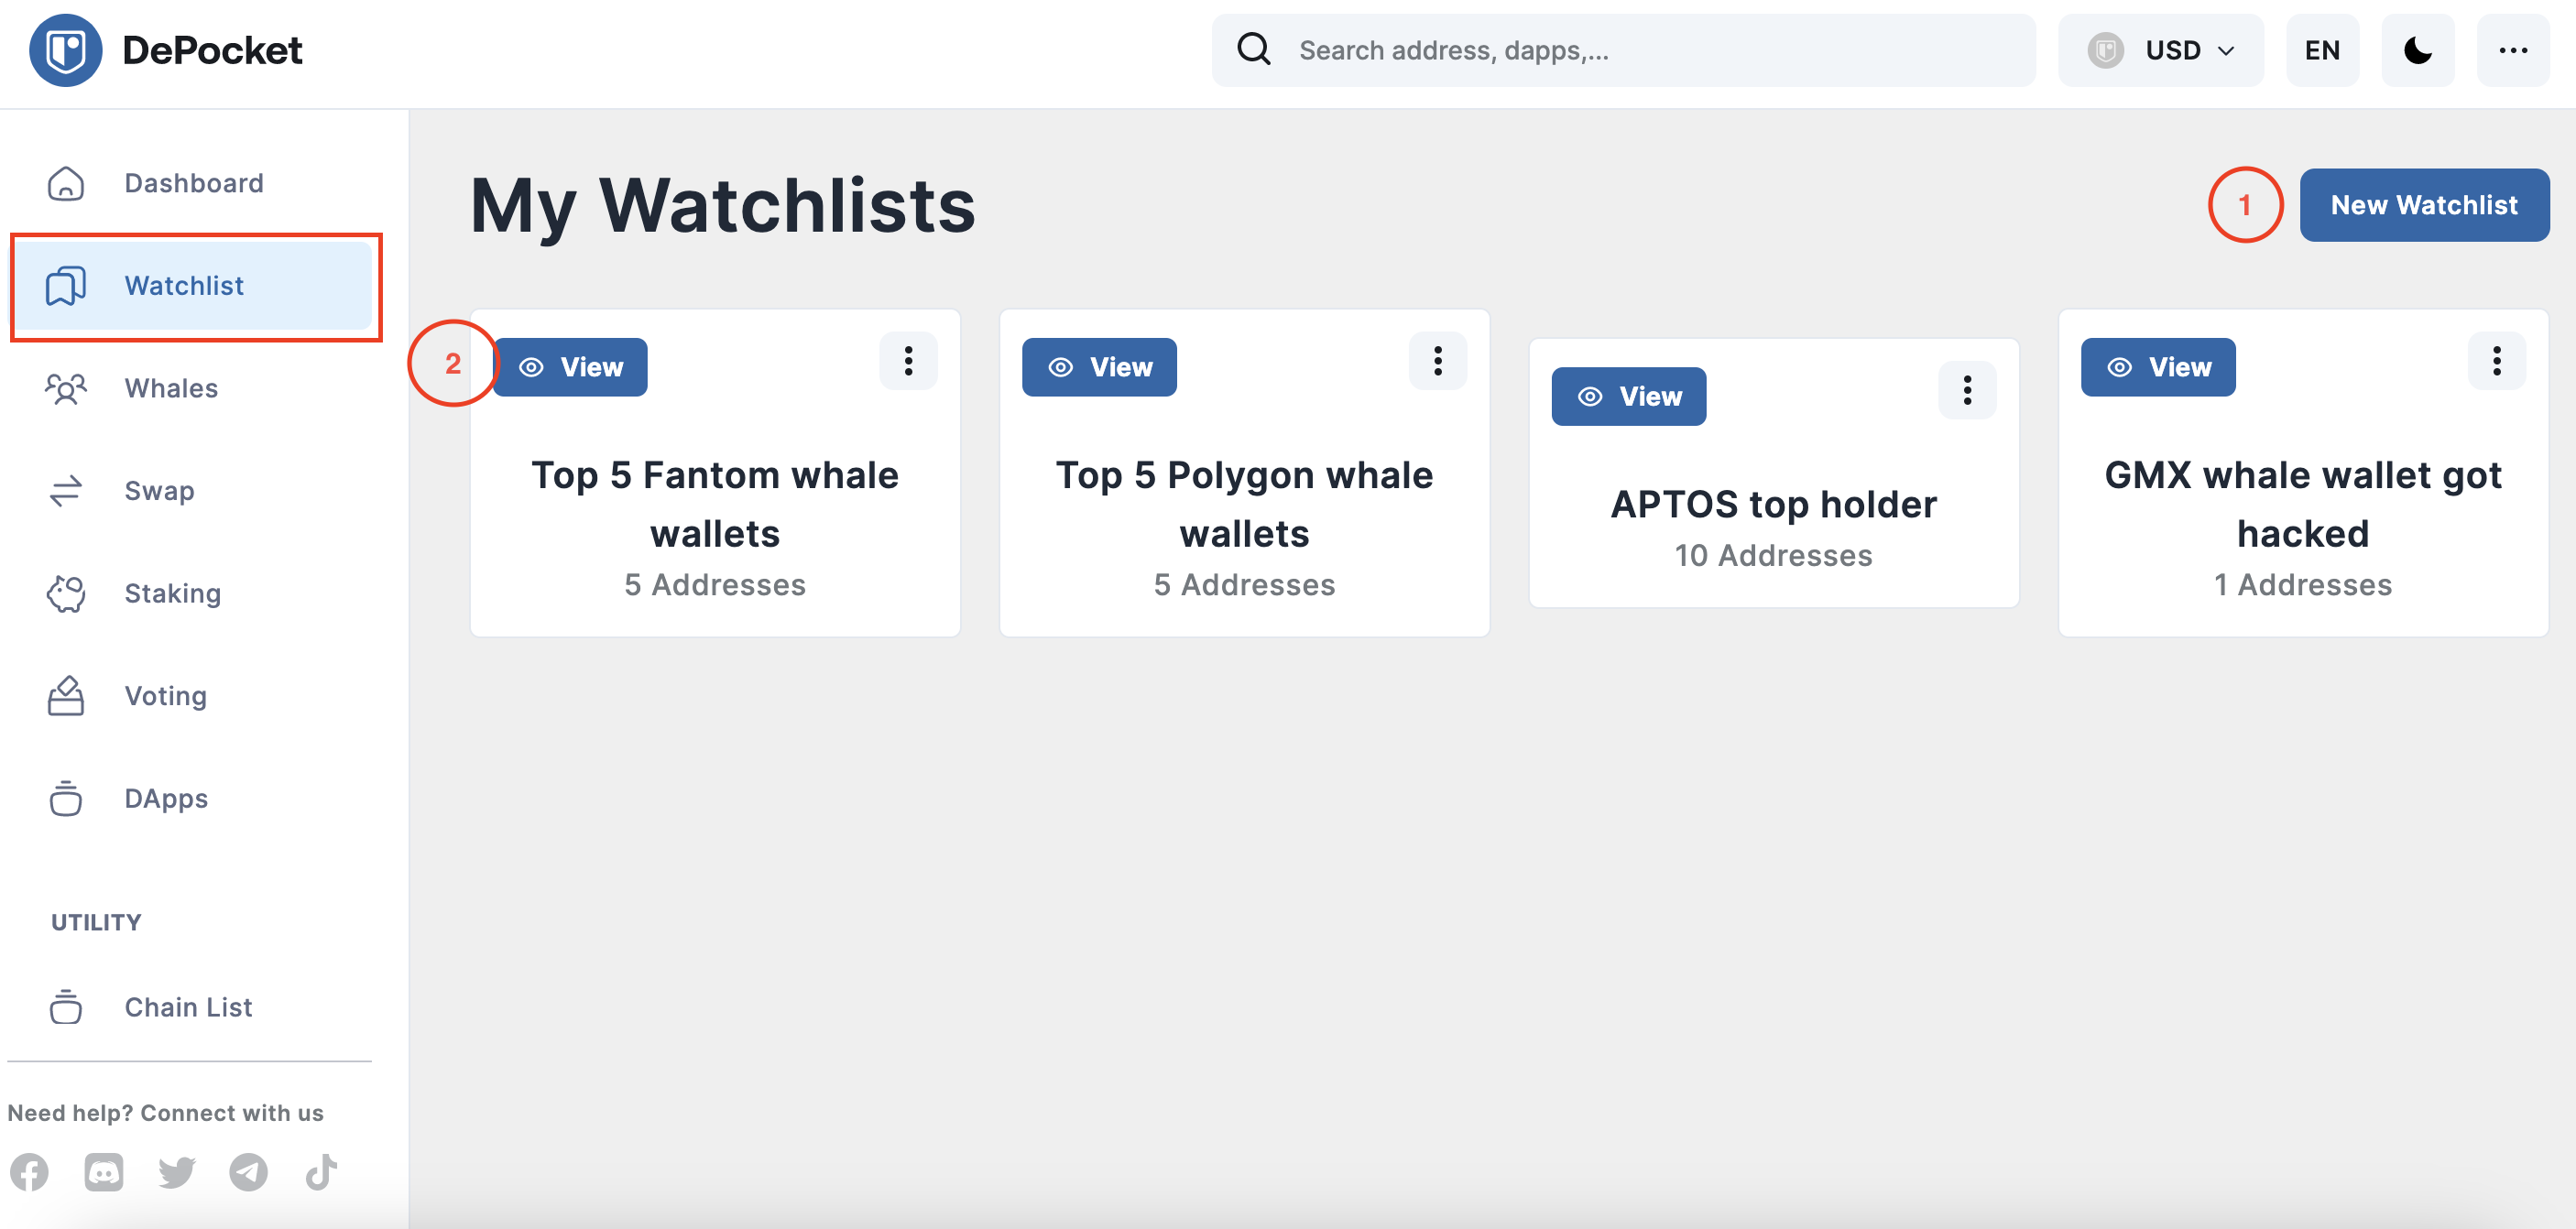 DePocket
Search address, dapps,...
USD
EN
Dashboard
Watchlist
Whales
Swap
Staking
Voting
DApps
UTILITY
Chain List
Need help? Connect with us
My Watchlists
1
New Watchlist
2
View
Top 5 Fantom whale
wallets
5 Addresses
View
Top 5 Polygon whale
wallets
5 Addresses
View
APTOS top holder
10 Addresses
View
GMX whale wallet got
hacked
1 Addresses